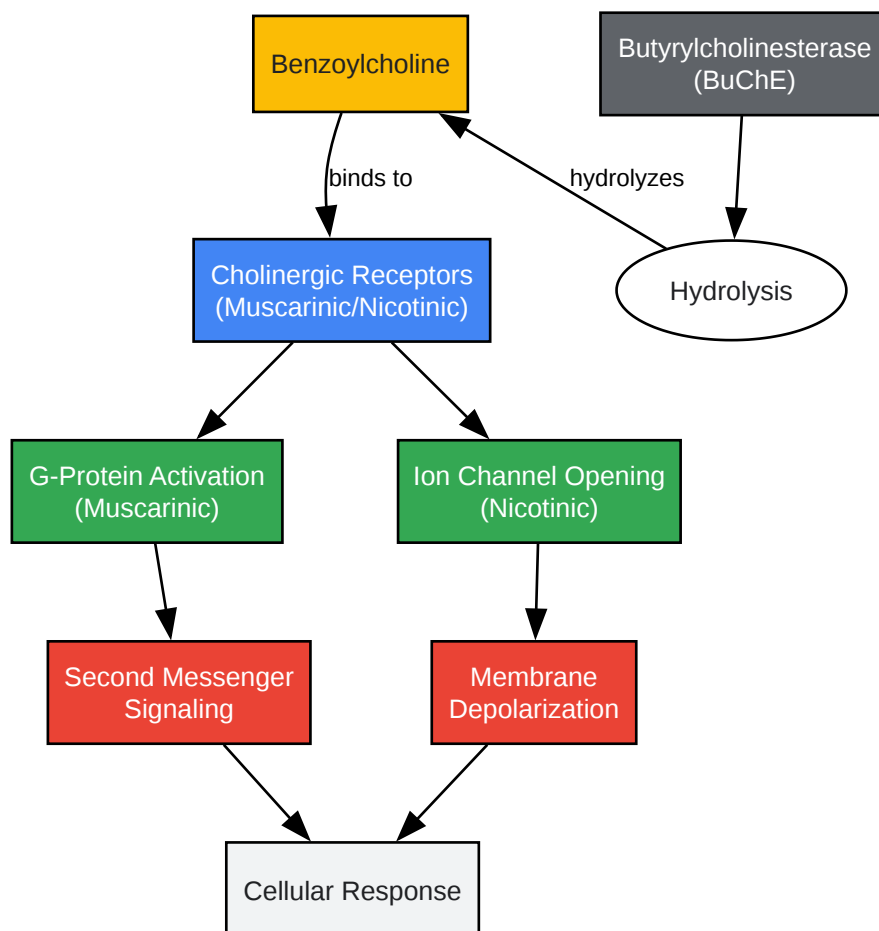 Benzoylcholine
Butyrylcholinesterase
(BuChE)
binds to
hydrolyzes
Cholinergic Receptors
(Muscarinic/Nicotinic)
Hydrolysis
G-Protein Activation
(Muscarinic)
Ion Channel Opening
(Nicotinic)
Second Messenger
Signaling
Membrane
Depolarization
Cellular Response